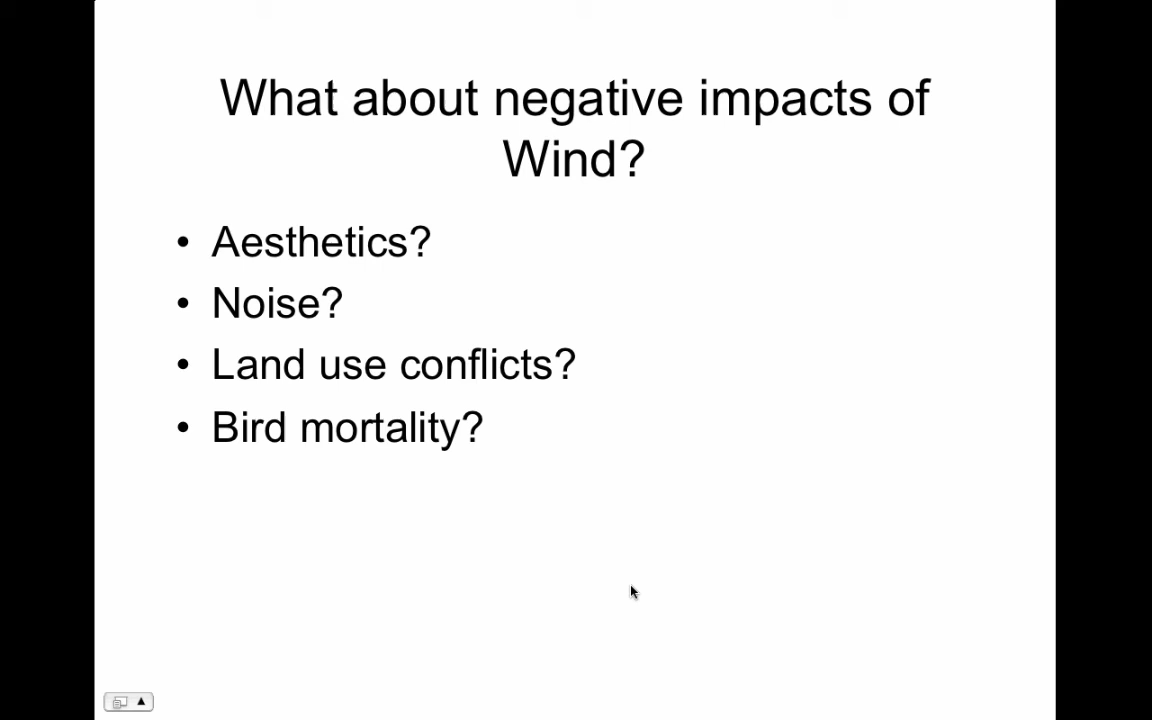 What about negative impacts of
Wind?
• Aesthetics?
• Noise?
• Land use conflicts?
• Bird mortality?